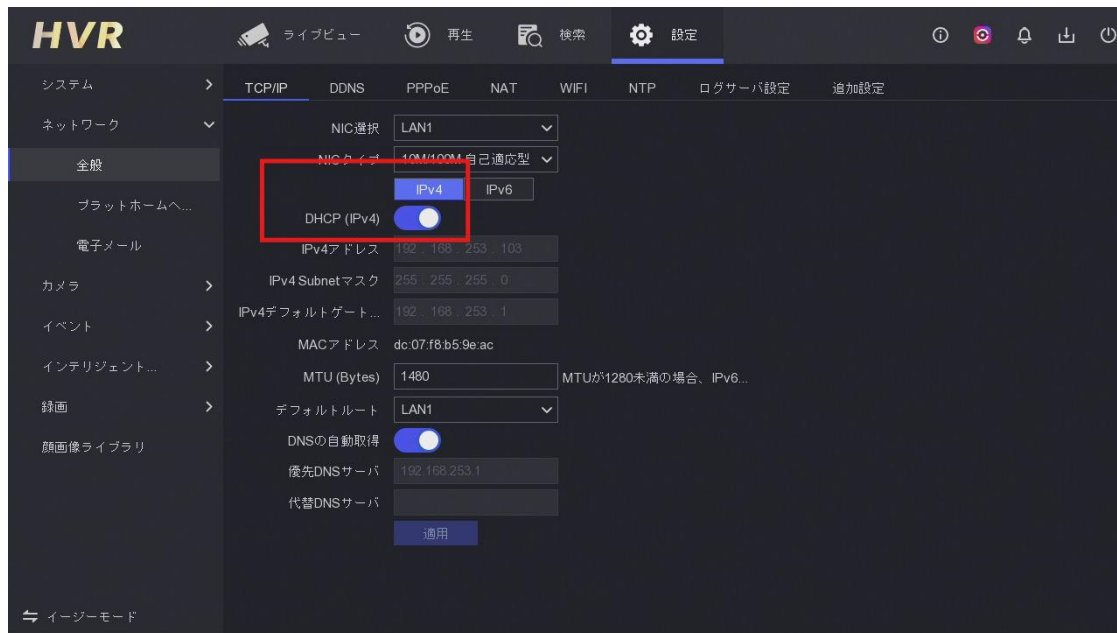 HVR ライブビュー 再生 検索 設定
システム
ネットワーク
全般
プラットホームへ...
電子メール
カメラ
イベント
インテリジェント...
録画
顔画像ライブラリ
イージーモード
TCP/IP DDNS PPPoE NAT WIFI NTP ログサーバ設定 追加設定
NIC選択 LAN1
NICタイプ 10M/100M 自己適応型
IPv4 IPv6
DHCP (IPv4)
IPv4アドレス 192 . 168 . 253 . 103
IPv4 Subnetマスク 255 . 255 . 255 . 0
IPv4デフォルトゲート... 192 . 168 . 253 . 1
MACアドレス dc:07:f8:b5:9e:ac
MTU (Bytes) 1480 MTUが1280未満の場合、IPv6...
デフォルトルート LAN1
DNSの自動取得
優先DNSサーバ 192.168.253.1
代替DNSサーバ
適用